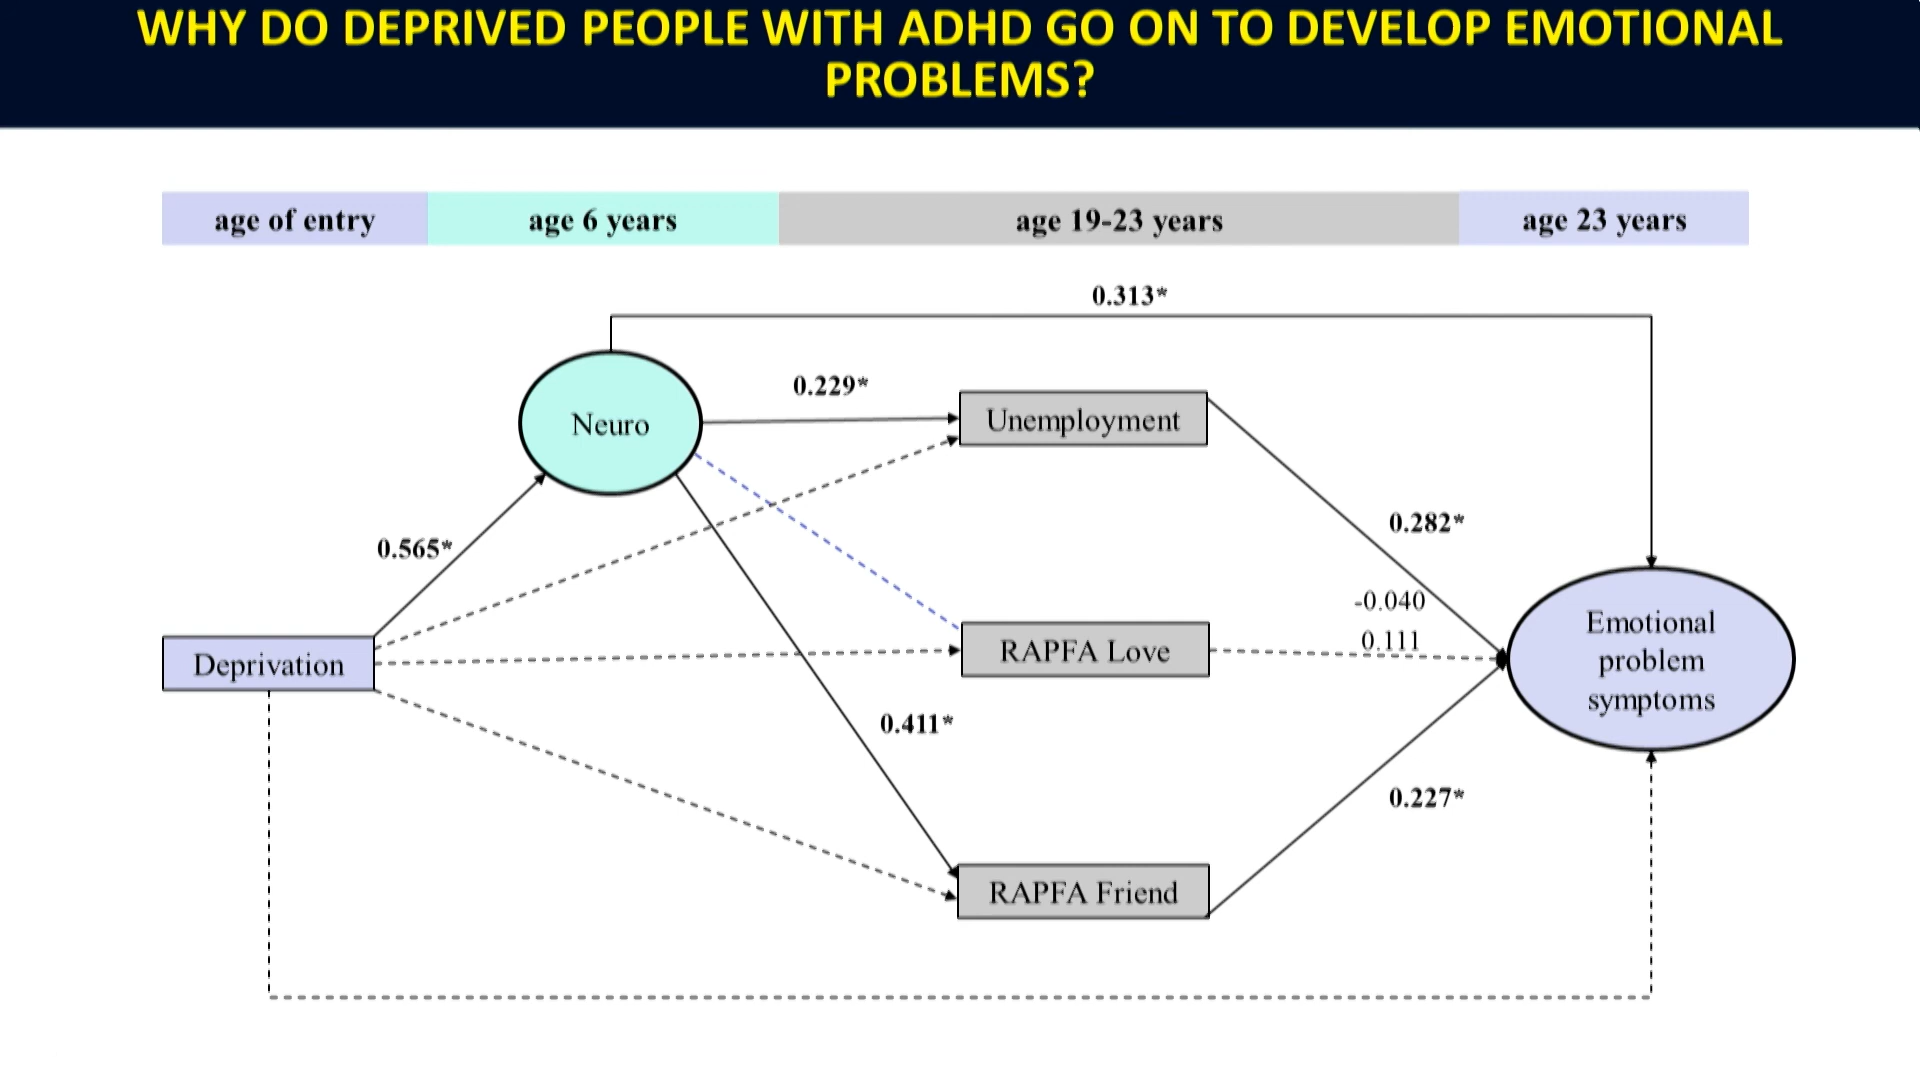 WHY DO DEPRIVED PEOPLE WITH ADHD GO ON TO DEVELOP EMOTIONAL
PROBLEMS?
age of entry
age 6 years
age 19-23 years
age 23 years
0.313*
0.229*
Neuro
Unemployment
0.565*
0.282*
-0.040
0.111
Deprivation
RAPFA Love
Emotional
problem
symptoms
0.411*
0.227*
RAPFA Friend